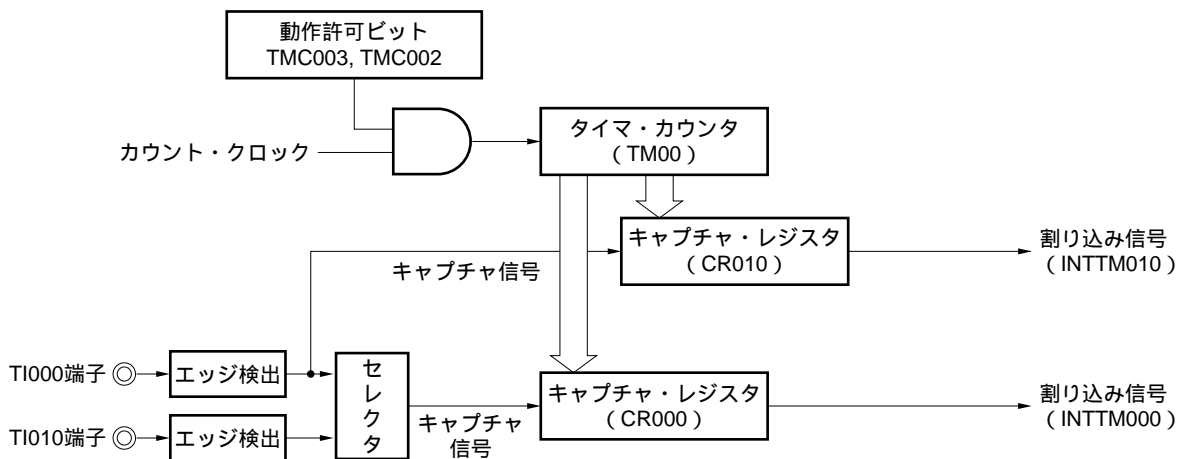 動作許可ビット
TMC003, TMC002
カウント・クロック
タイマ・カウンタ
（TM00）
キャプチャ・レジスタ
（CR010）
割り込み信号
（INTTM010）
キャプチャ信号
TI000端子
エッジ検出
セレクタ
キャプチャ・レジスタ
（CR000）
割り込み信号
（INTTM000）
キャプチャ
信号
TI010端子
エッジ検出